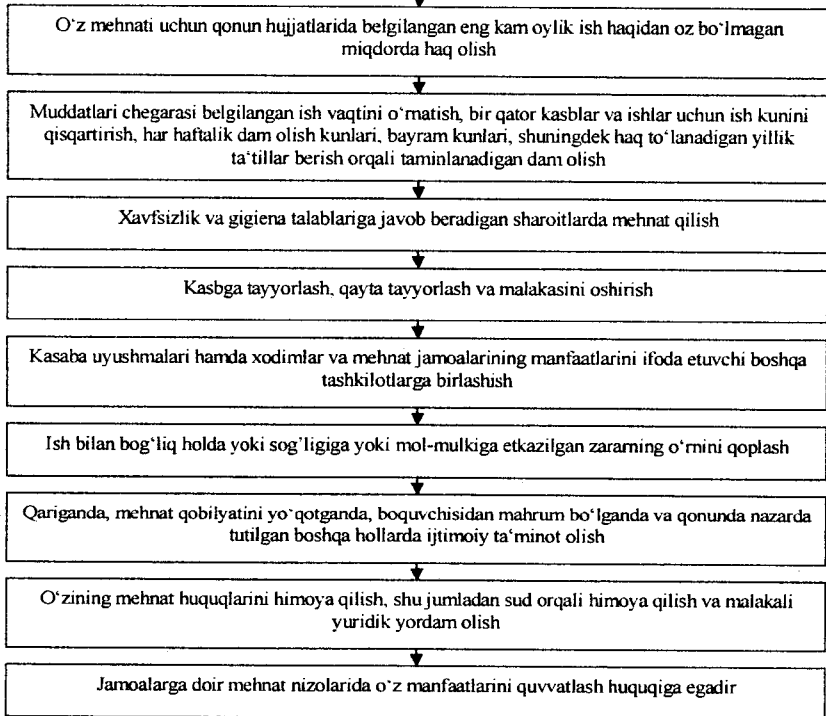 O‘z mehnati uchun qonun hujjatlarida belgilangan eng kam oylik ish haqidan oz bo‘lmagan
miqdorda haq olish
Muddatlari chegarasi belgilangan ish vaqtini o‘rnatish, bir qator kasblar va ishlar uchun ish kunini
qisqartirish, har haftalik dam olish kunlari, bayram kunlari, shuningdek haq to‘lanadigan yillik
ta‘tillar berish orqali taminlanadigan dam olish
Xavfsizlik va gigiena talablariga javob beradigan sharoitlarda mehnat qilish
Kasbga tayyorlash, qayta tayyorlash va malakasini oshirish
Kasaba uyushmalari hamda xodimlar va mehnat jamoalarining manfaatlarini ifoda etuvchi boshqa
tashkilotlarga birlashish
Ish bilan bog‘liq holda yoki sog’ligiga yoki mol-mulkiga etkazilgan zararning o‘rnini qoplash
Qariganda, mehnat qobilyatini yo‘qotganda, boquvchisidan mahrum bo‘lganda va qonunda nazarda
tutilgan boshqa hollarda ijtimoiy ta‘minot olish
O‘zining mehnat huquqlarini himoya qilish, shu jumladan sud orqali himoya qilish va malakali
yuridik yordam olish
Jamoalarga doir mehnat nizolarida o‘z manfaatlarini quvvatlash huquqiga egadir